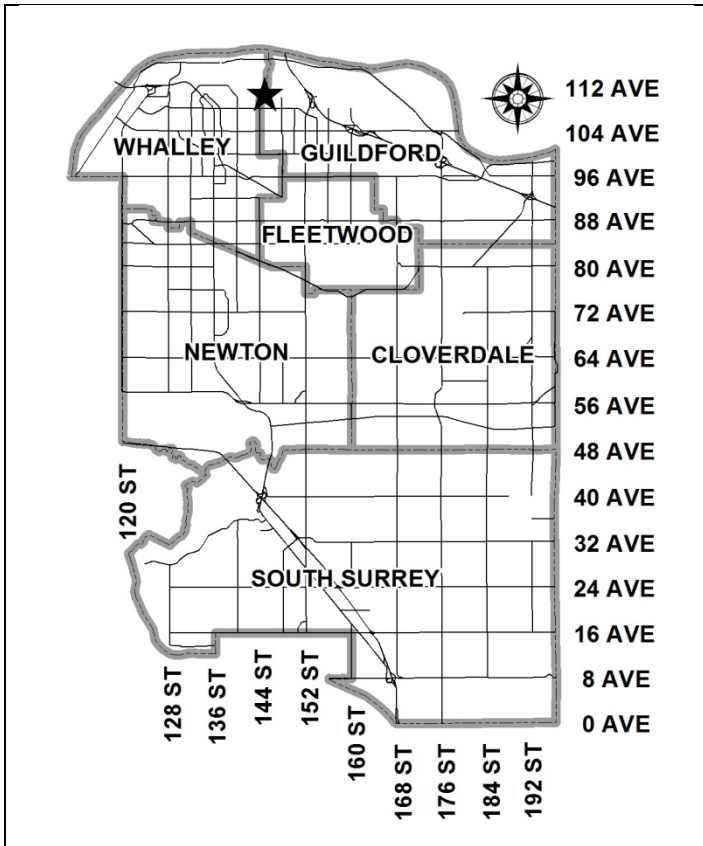 112 AVE
104 AVE
WHALLEY
GUILDFORD
96 AVE
88 AVE
FLEETWOOD
80 AVE
72 AVE
NEWTON
CLOVERDALE
64 AVE
56 AVE
48 AVE
120 ST
40 AVE
32 AVE
SOUTH SURREY
24 AVE
16 AVE
128 ST
136 ST
144 ST
152 ST
160 ST
168 ST
176 ST
184 ST
192 ST
8 AVE
0 AVE